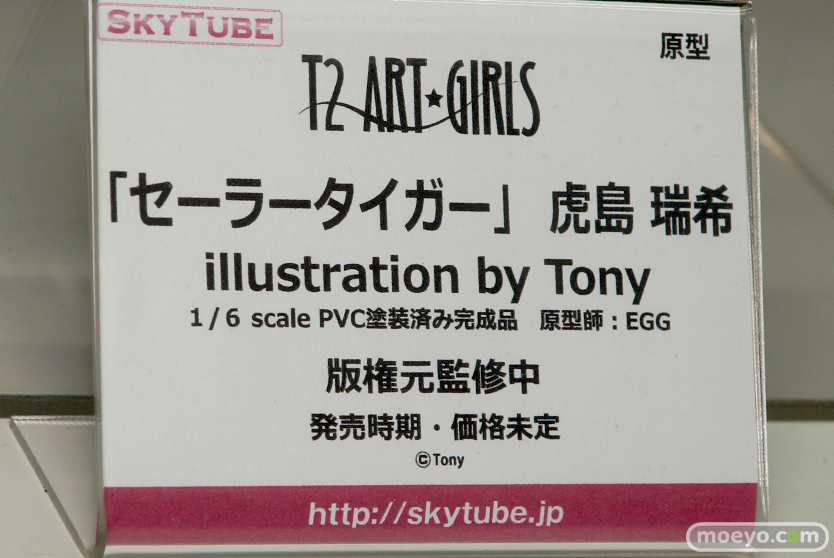 SKYTUBE
原型
T2 ART★GIRLS
「セーラータイガー」 虎島 瑞希
illustration by Tony
1/6 scale PVC塗装済み完成品 原型師：EGG
版権元監修中
発売時期・価格未定
©Tony
http://skytube.jp
moeyo.com